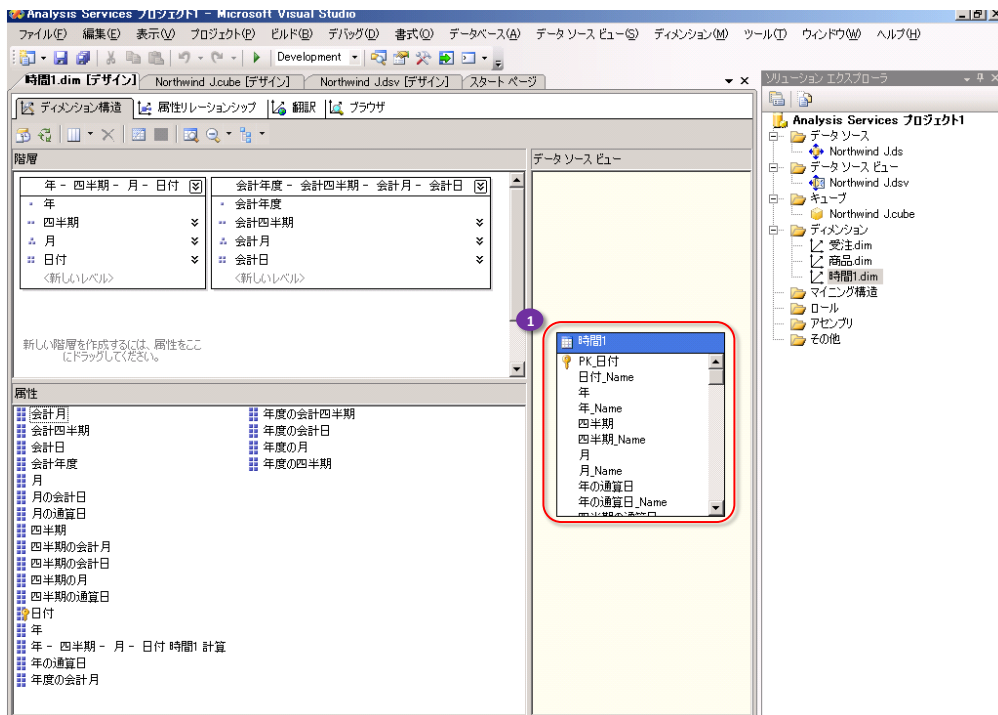 Analysis Services プロジェクト1 - Microsoft Visual Studio
ファイル(F) 編集(E) 表示(V) プロジェクト(P) ビルド(B) デバッグ(D) 書式(O) データベース(A) データ ソース ビュー(S) ディメンション(M) ツール(T) ウィンドウ(W) ヘルプ(H)
Development
時間1.dim [デザイン] Northwind J.cube [デザイン] Northwind J.dsv [デザイン] スタート ページ
ディメンション構造 属性リレーションシップ 翻訳 ブラウザ
階層
年 - 四半期 - 月 - 日付
年
四半期
月
日付
<新しいレベル>
会計年度 - 会計四半期 - 会計月 - 会計日
会計年度
会計四半期
会計月
会計日
<新しいレベル>
新しい階層を作成するには、属性をここ
にドラッグしてください。
属性
会計月
会計四半期
会計日
会計年度
月
月の会計日
月の通算日
四半期
四半期の会計月
四半期の会計日
四半期の月
四半期の通算日
日付
年
年 - 四半期 - 月 - 日付 時間1 計算
年の通算日
年度の会計月
年度の会計四半期
年度の会計日
年度の月
年度の四半期
データ ソース ビュー
1
時間1
PK_日付
日付_Name
年
年_Name
四半期
四半期_Name
月
月_Name
年の通算日
年の通算日_Name
四半期の通算日
ソリューション エクスプローラ
Analysis Services プロジェクト1
データ ソース
Northwind J.ds
データ ソース ビュー
Northwind J.dsv
キューブ
Northwind J.cube
ディメンション
受注.dim
商品.dim
時間1.dim
マイニング構造
ロール
アセンブリ
その他